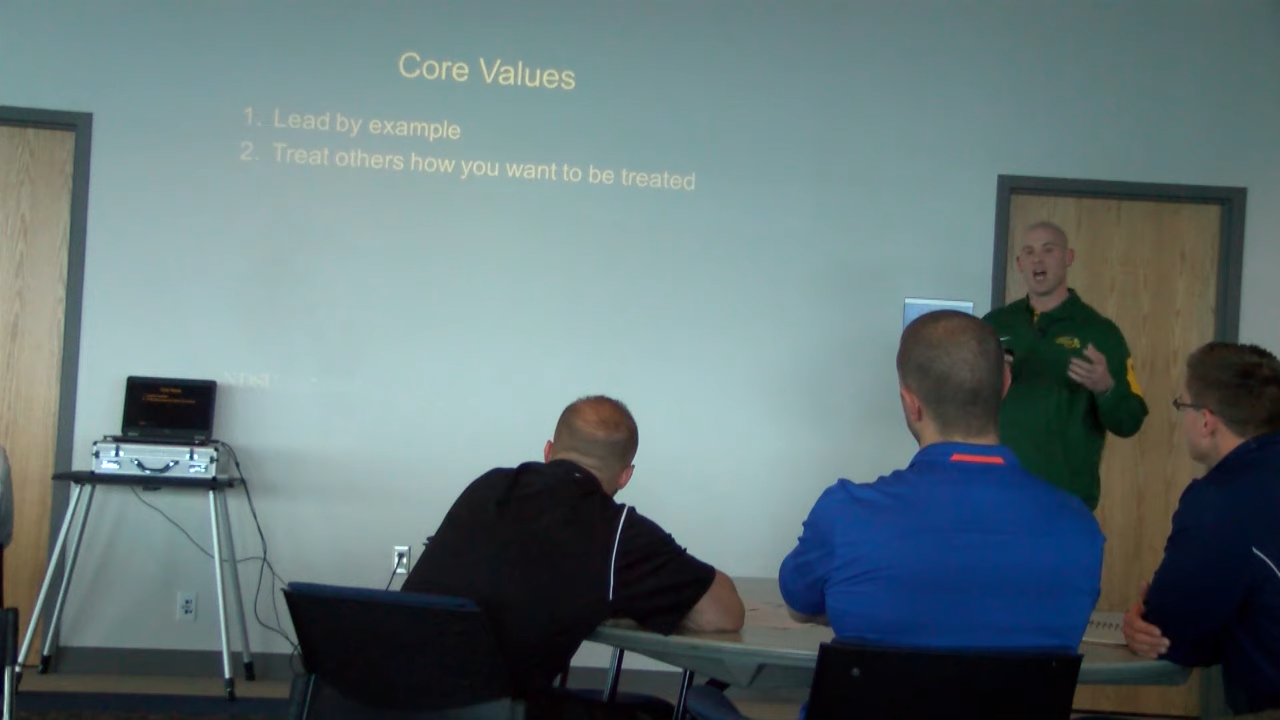 Core Values
1. Lead by example
2. Treat others how you want to be treated